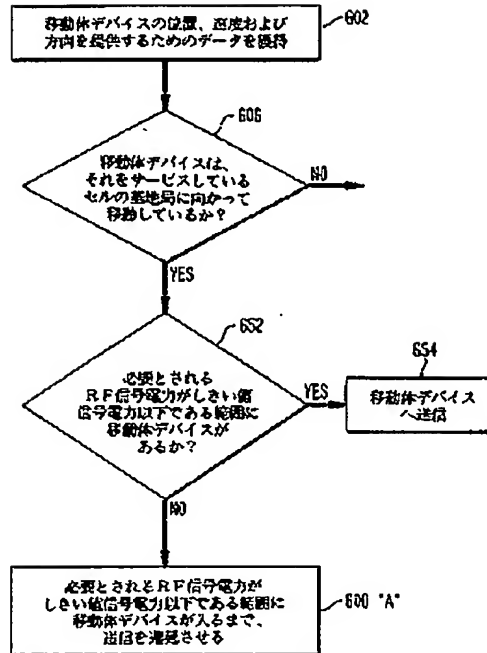 移動体デバイスの位置、速度および
方向を提供するためのデータを獲得
602
606
移動体デバイスは、
それをサービスしている
セルの基地局に向かって
移動しているか？
NO
YES
652
必要とされる
RF信号電力がしきい値
信号電力以下である範囲に
移動体デバイスが
あるか？
YES
654
移動体デバイス
へ送信
NO
必要とされるRF信号電力が
しきい値信号電力以下である範囲に
移動体デバイスが入るまで、
送信を遅延させる
600 "A"